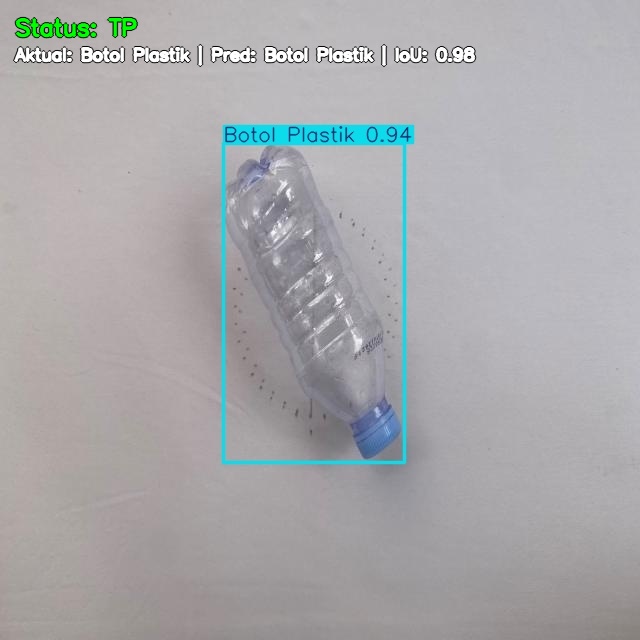 Status: TP
Aktual: Botol Plastik | Pred: Botol Plastik | IoU: 0.98
Botol Plastik 0.94